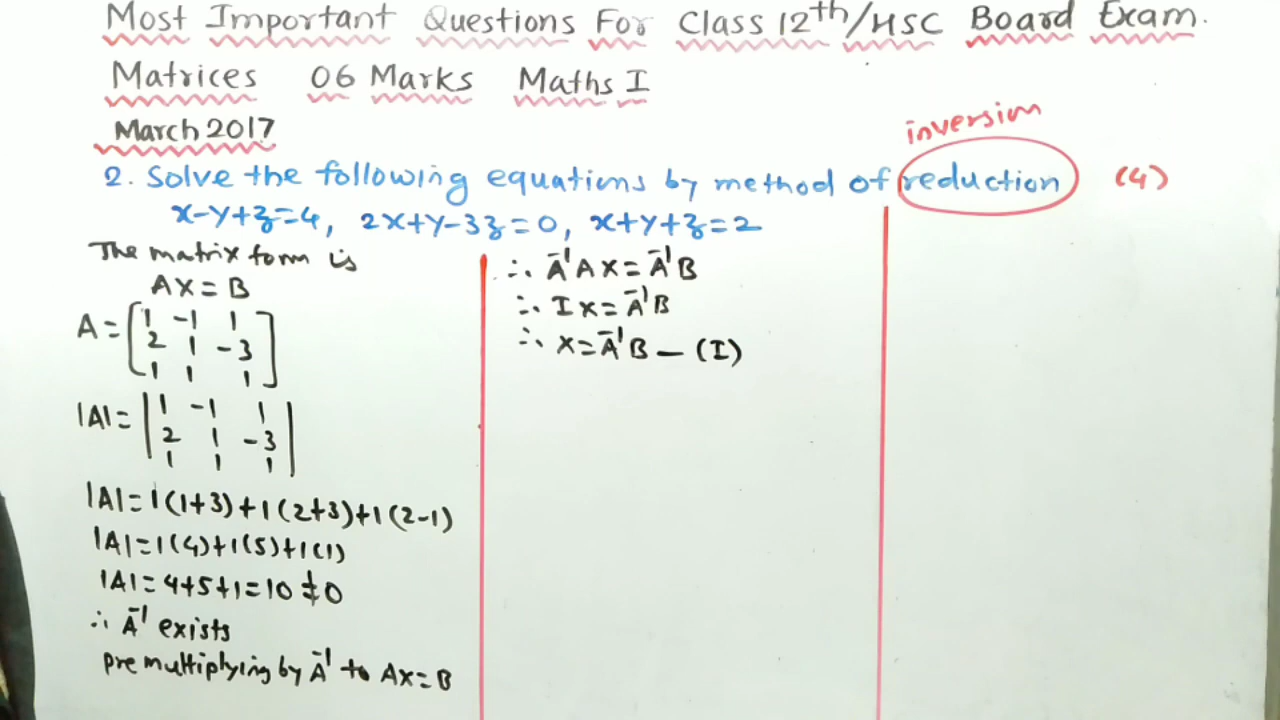 Most Important Questions For Class 12th/HSC Board Exam.
Matrices 06 Marks Maths I
March 2017
inversion
2. Solve the following equations by method of reduction (4)
x-y+z=4, 2x+y-3z=0, x+y+z=2
The matrix form is
AX=B
A=[1 -1 1
2 1 -3
1 1 1]
|A|=|1 -1 1
2 1 -3
1 1 1|
|A|=1(1+3)+1(2+3)+1(2-1)
|A|=1(4)+1(5)+1(1)
|A|=4+5+1=10≠0
∴ A⁻¹ exists
pre multiplying by A⁻¹ to AX=B
∴ A⁻¹AX=A⁻¹B
∴ IX=A⁻¹B
∴ X=A⁻¹B — (I)